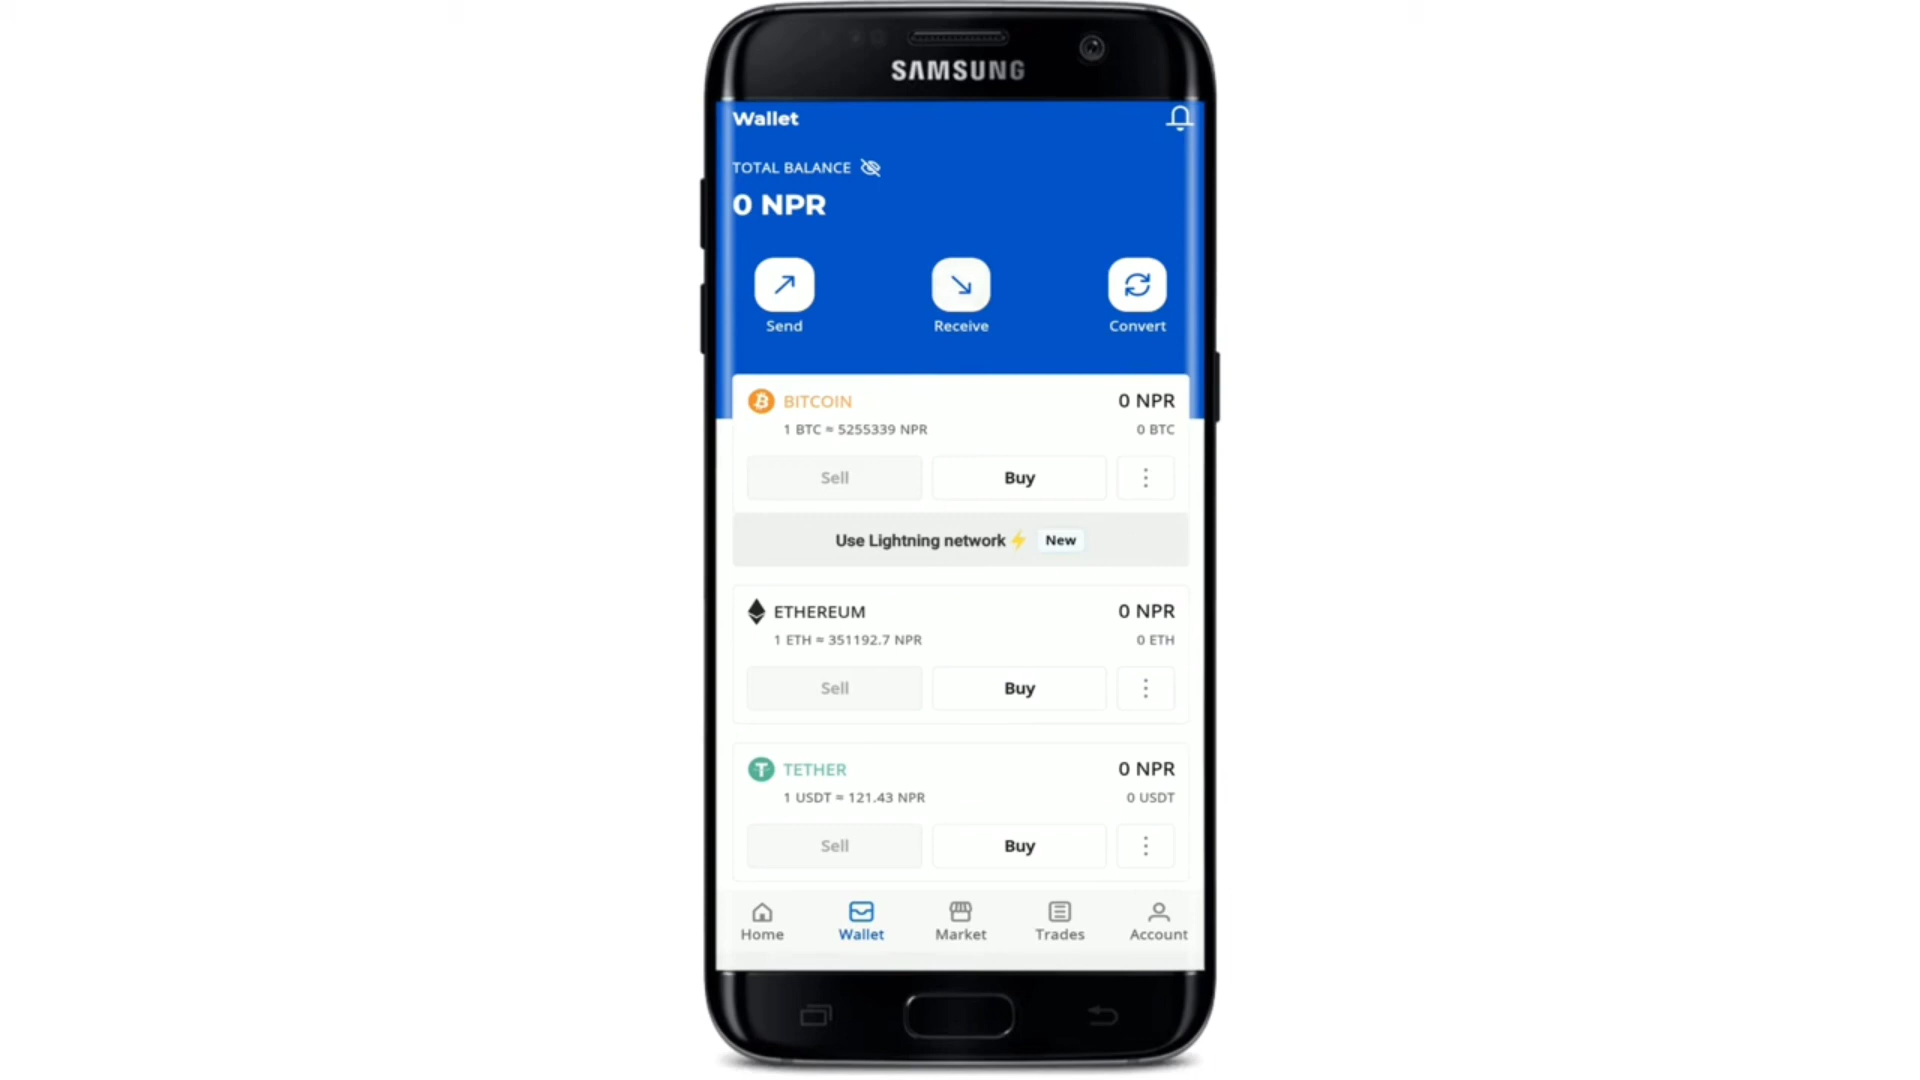 SAMSUNG
Wallet
TOTAL BALANCE
0 NPR
Send
Receive
Convert
BITCOIN
0 NPR
1 BTC ≈ 5255339 NPR
0 BTC
Sell
Buy
Use Lightning network⚡ New
ETHEREUM
0 NPR
1 ETH ≈ 351192.7 NPR
0 ETH
Sell
Buy
TETHER
0 NPR
1 USDT ≈ 121.43 NPR
0 USDT
Sell
Buy
Home
Wallet
Market
Trades
Account